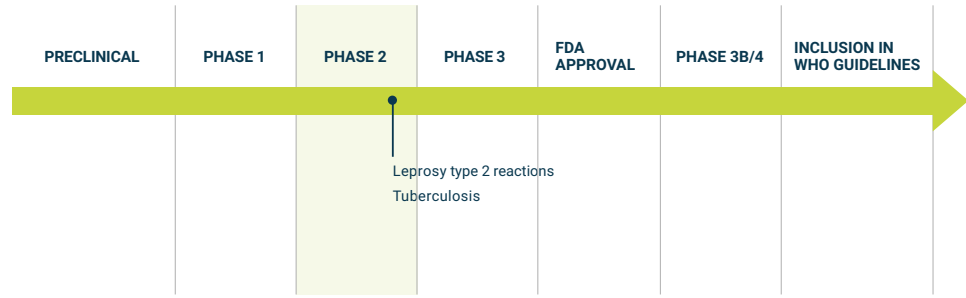 PRECLINICAL
PHASE 1
PHASE 2
PHASE 3
FDA
APPROVAL
PHASE 3B/4
INCLUSION IN
WHO GUIDELINES
Leprosy type 2 reactions
Tuberculosis